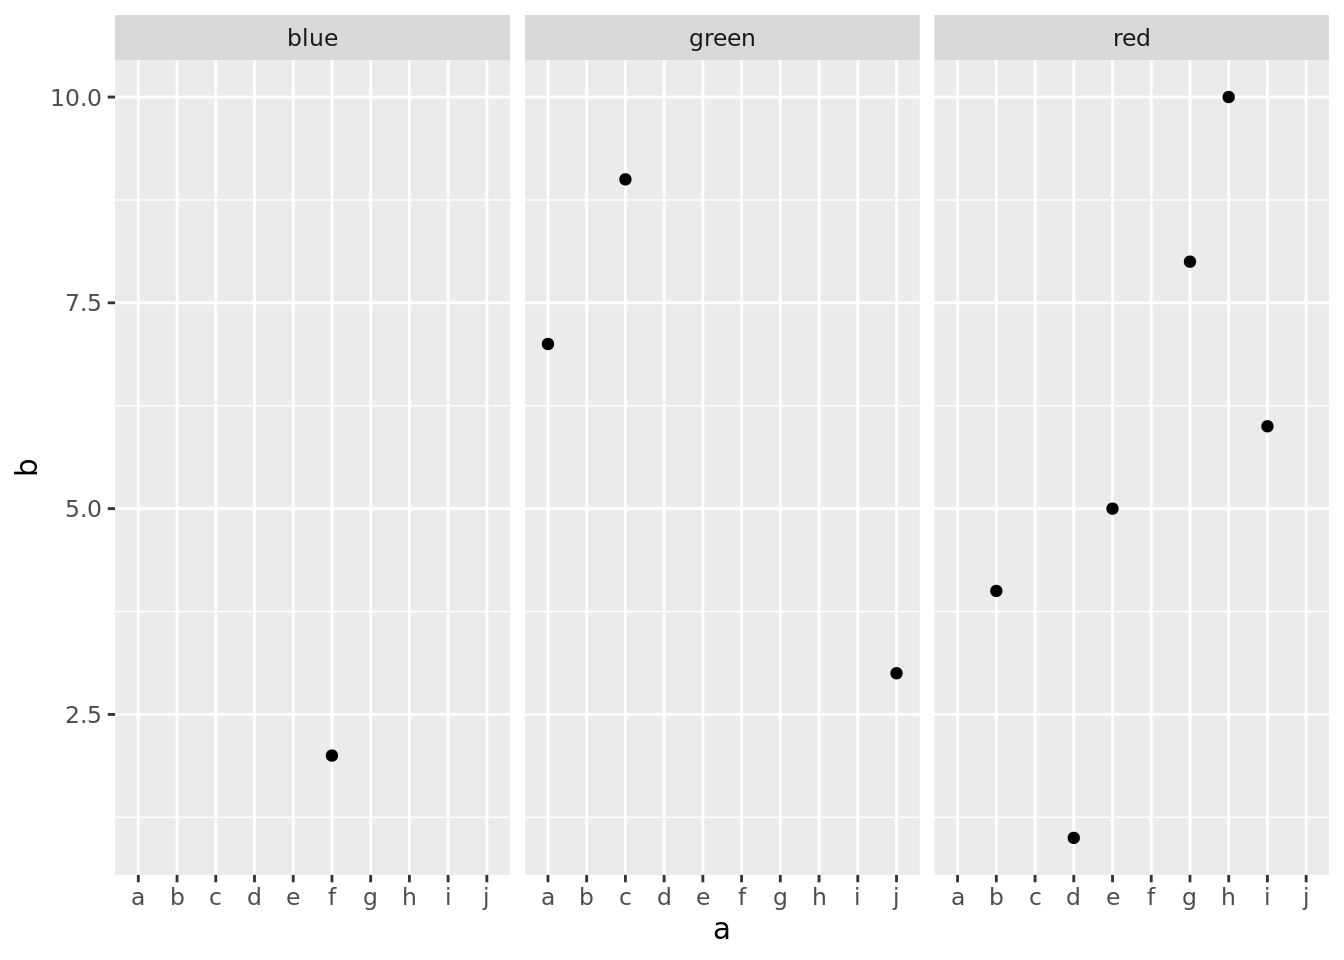 blue green red
10.0
7.5
b
5.0
2.5
a b c d e f g h i j a b c d e f g h i j a b c d e f g h i j
a